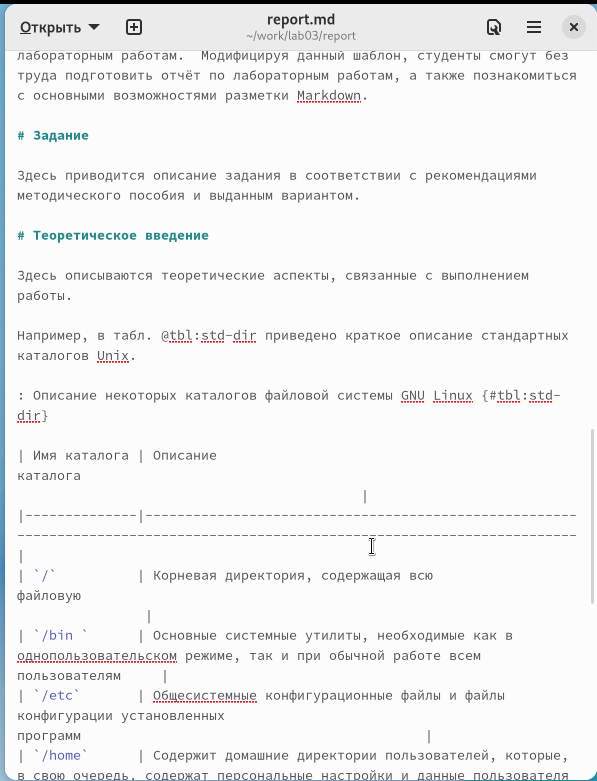 Открыть
report.md
~/work/lab03/report
лабораторным работам.  Модифицируя данный шаблон, студенты смогут без
труда подготовить отчёт по лабораторным работам, а также познакомиться
с основными возможностями разметки Markdown.
# Задание
Здесь приводится описание задания в соответствии с рекомендациями
методического пособия и выданным вариантом.
# Теоретическое введение
Здесь описываются теоретические аспекты, связанные с выполнением
работы.
Например, в табл. @tbl:std-dir приведено краткое описание стандартных
каталогов Unix.
: Описание некоторых каталогов файловой системы GNU Linux {#tbl:std-
dir}
| Имя каталога | Описание
каталога
|
|--------------|------------------------------------------------------
----------------------------------------------------------------------
|
| `/`          | Корневая директория, содержащая всю
файловую
|
| `/bin `      | Основные системные утилиты, необходимые как в
однопользовательском режиме, так и при обычной работе всем
пользователям     |
| `/etc`       | Общесистемные конфигурационные файлы и файлы
конфигурации установленных
программ                                           |
| `/home`      | Содержит домашние директории пользователей, которые,
в свою очередь, содержат персональные настройки и данные пользователя